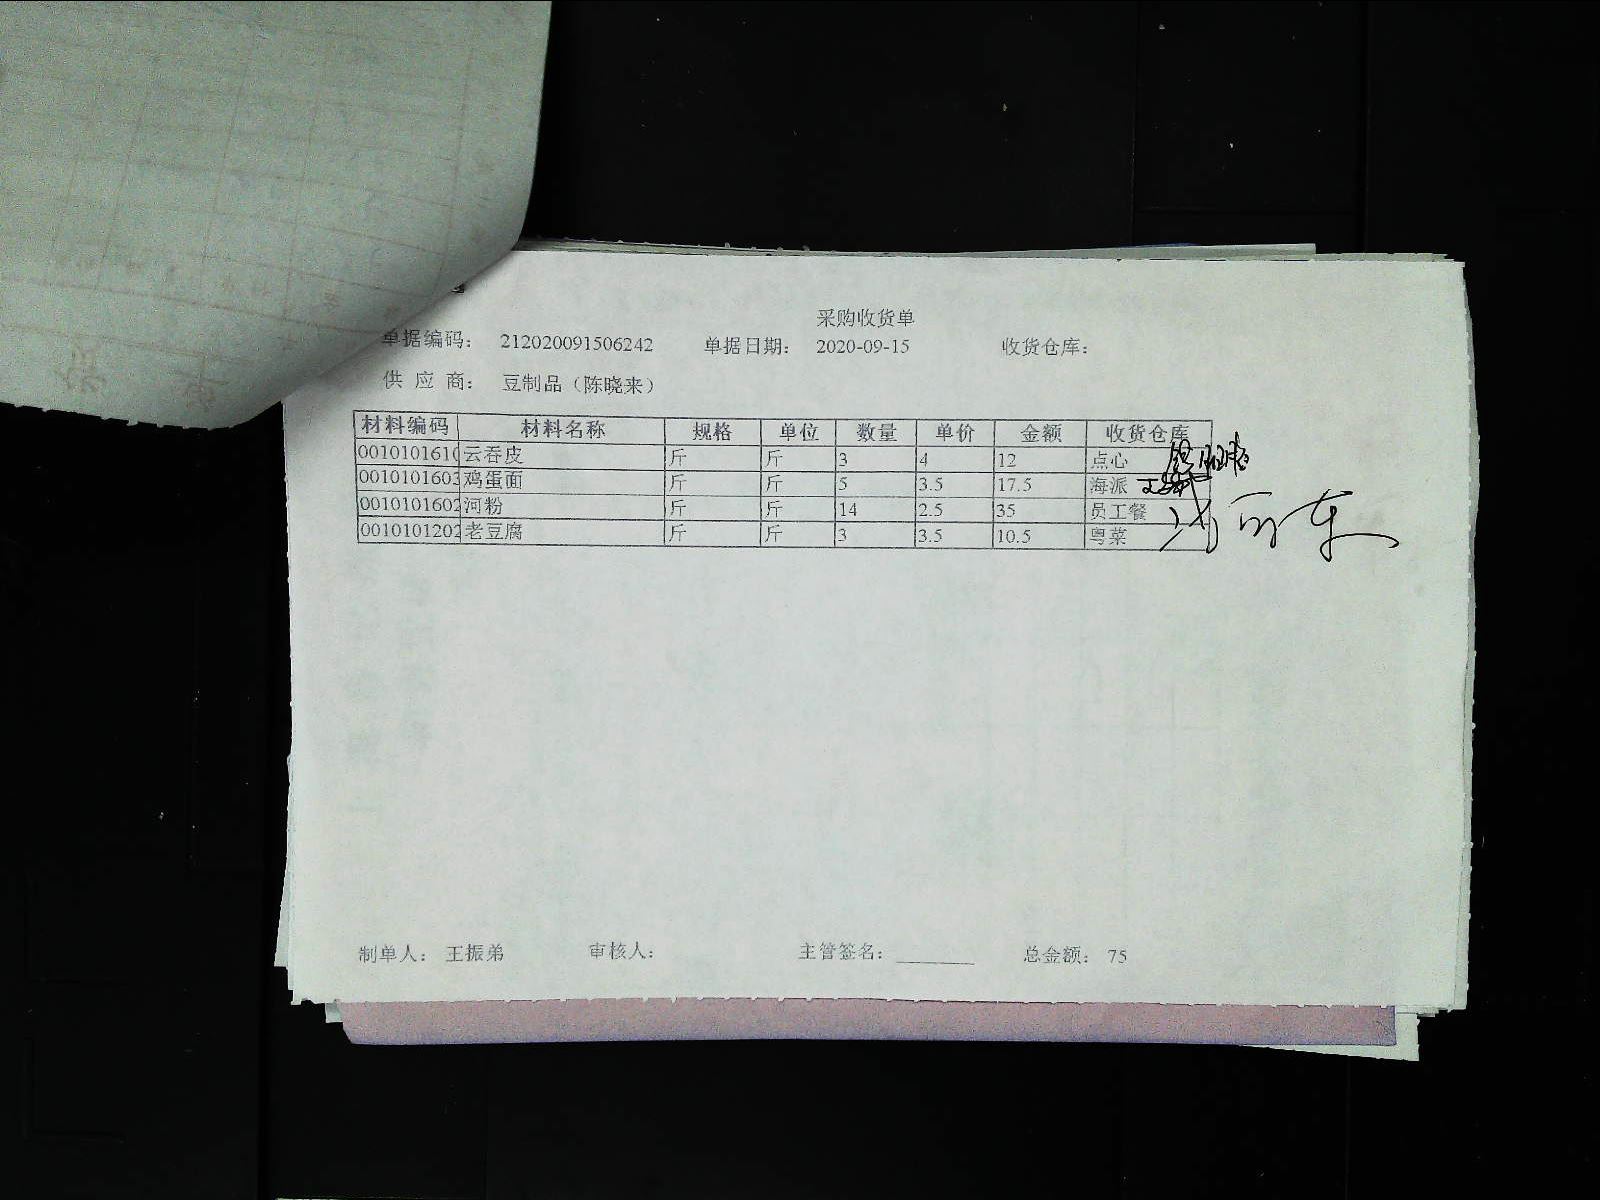 采购收货单
单据编码： 212020091506242 单据日期： 2020-09-15 收货仓库：
供 应 商： 豆制品（陈晓来）
材料编码 材料名称 规格 单位 数量 单价 金额 收货仓库
0010101610 云吞皮 斤 斤 3 4 12 点心
0010101603 鸡蛋面 斤 斤 5 3.5 17.5 海派
0010101602 河粉 斤 斤 14 2.5 35 员工餐
0010101202 老豆腐 斤 斤 3 3.5 10.5 粤菜
制单人： 王振弟 审核人： 主管签名：________ 总金额： 75